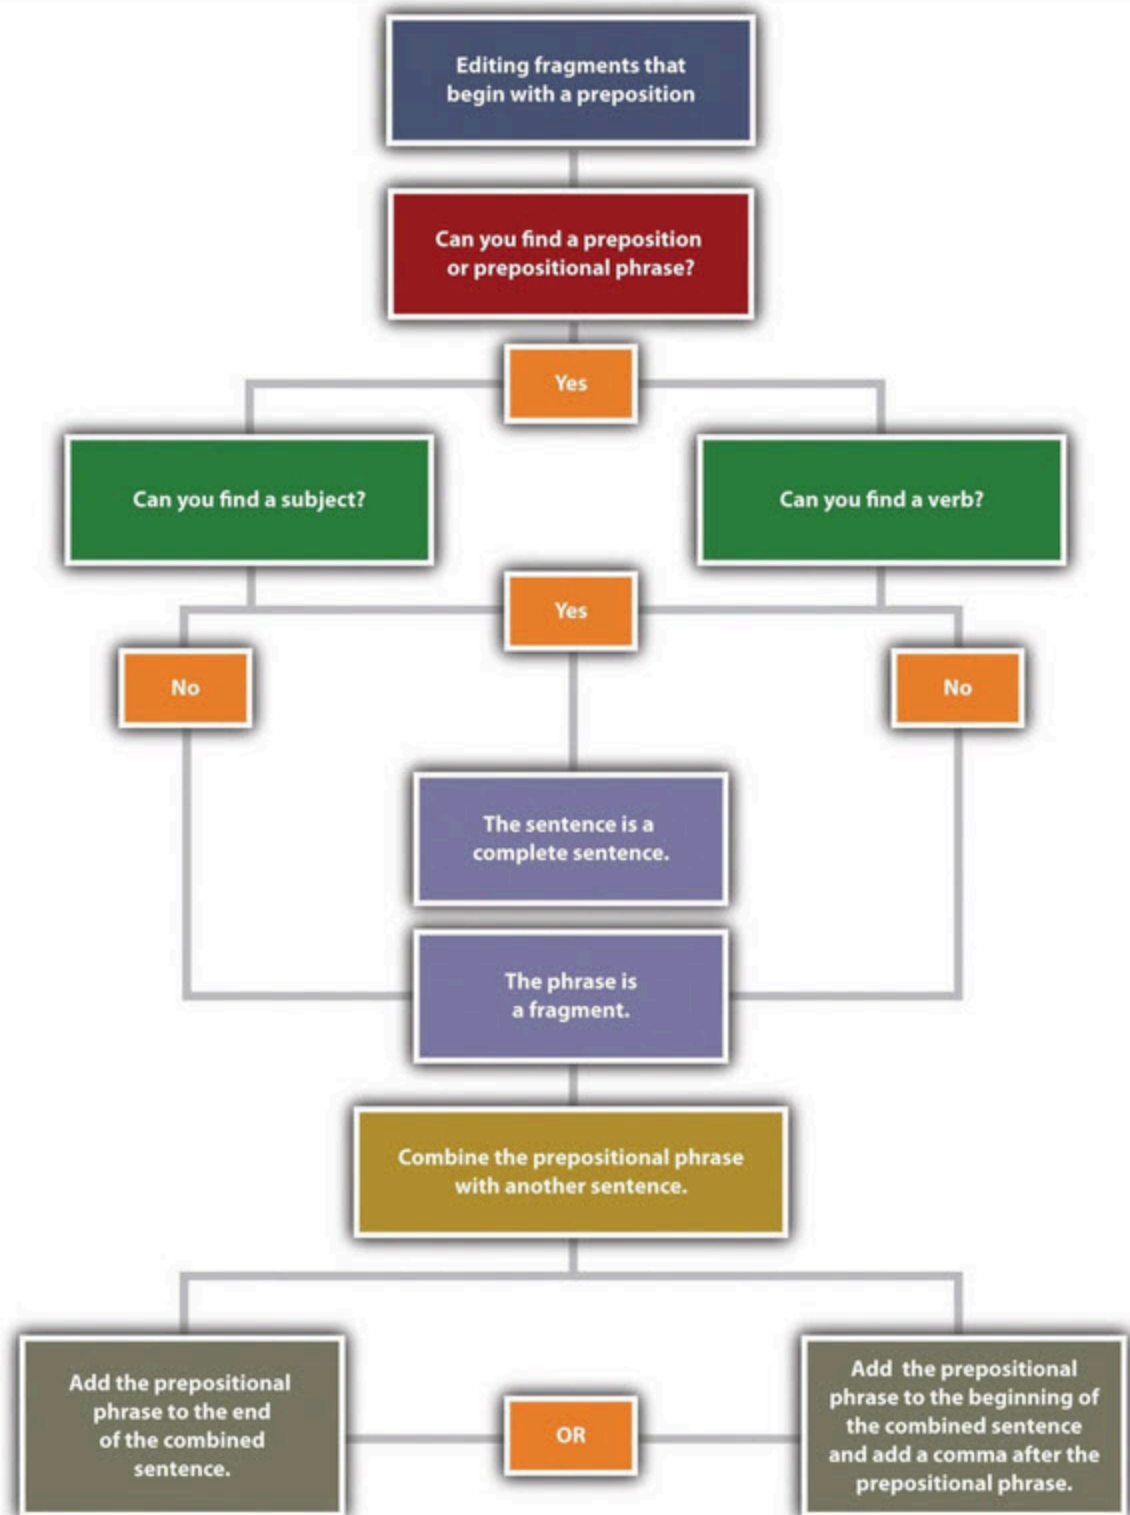 Editing fragments that
begin with a preposition
Can you find a preposition
or prepositional phrase?
Yes
Can you find a subject?
Can you find a verb?
Yes
No
No
The sentence is a
complete sentence.
The phrase is
a fragment.
Combine the prepositional phrase
with another sentence.
Add the prepositional
phrase to the end
of the combined
sentence.
OR
Add the prepositional
phrase to the beginning of
the combined sentence
and add a comma after the
prepositional phrase.